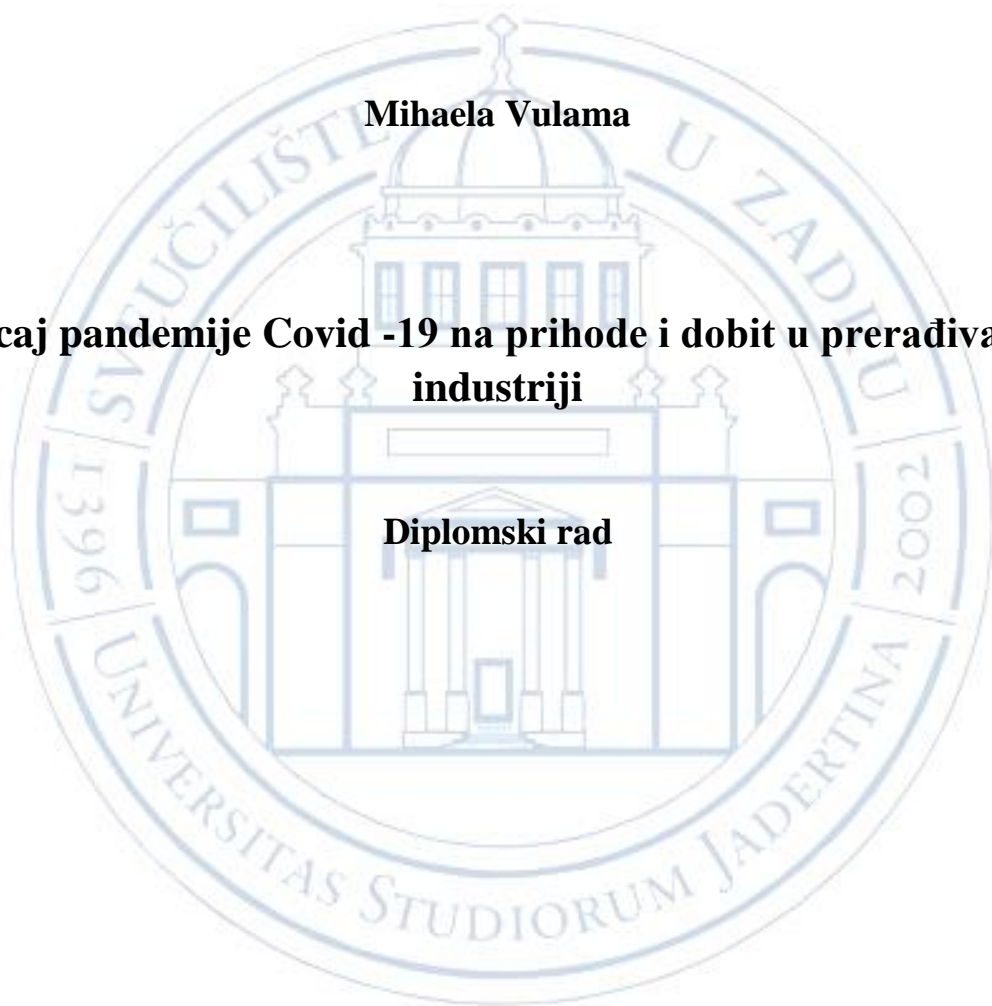 Mihaela Vulama
SVEUČILIŠTE U ZADRU
caj pandemije Covid -19 na prihode i dobit u prerađiva
industriji
1396
2002
Diplomski rad
UNIVERSITAS STUDIORUM JADERTINA